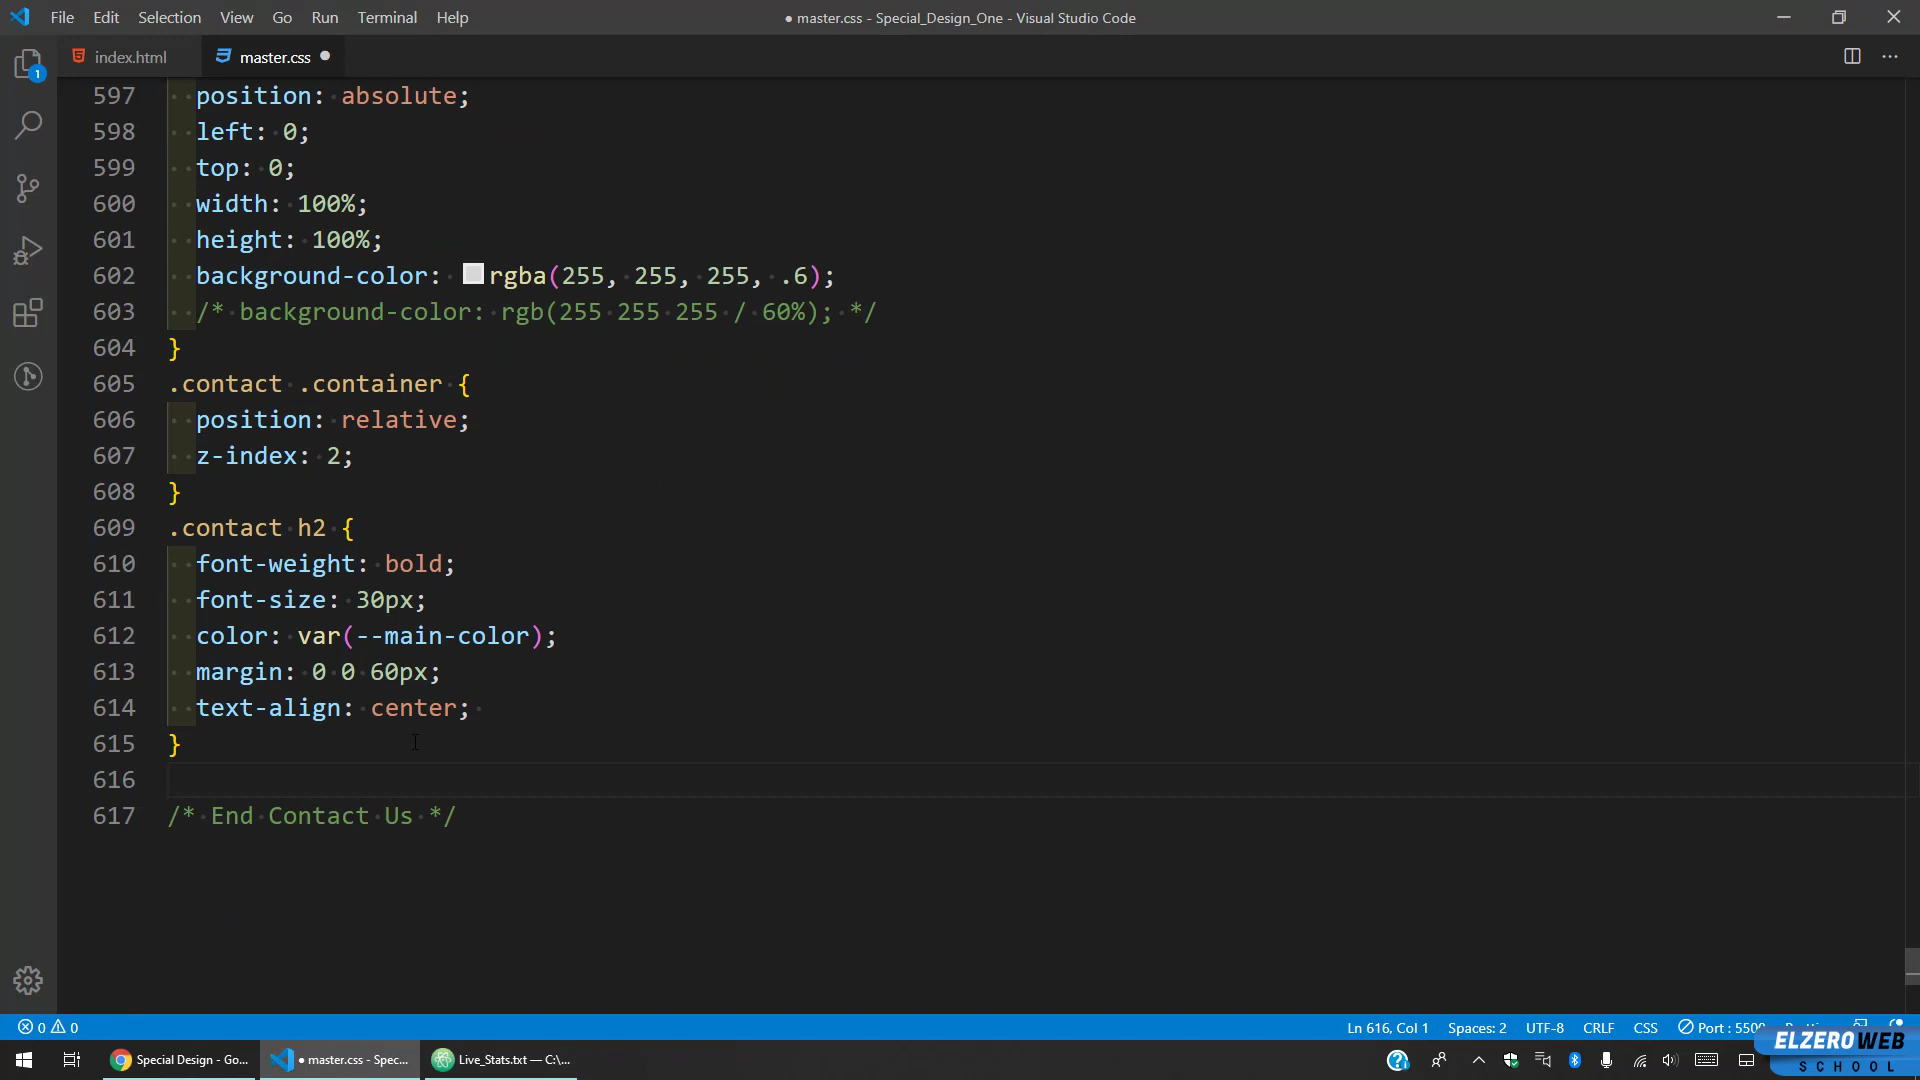 File Edit Selection View Go Run Terminal Help
● master.css - Special_Design_One - Visual Studio Code
index.html
master.css
1
597 position: absolute;
598 left: 0;
599 top: 0;
600 width: 100%;
601 height: 100%;
602 background-color: rgba(255, 255, 255, .6);
603 /* background-color: rgb(255 255 255 / 60%); */
604 }
605 .contact .container {
606 position: relative;
607 z-index: 2;
608 }
609 .contact h2 {
610 font-weight: bold;
611 font-size: 30px;
612 color: var(--main-color);
613 margin: 0 0 60px;
614 text-align: center;
615 }
616
617 /* End Contact Us */
0 0
Ln 616, Col 1 Spaces: 2 UTF-8 CRLF CSS Port : 5500
Special Design - Go...
● master.css - Spec...
Live_Stats.txt — C:\...
ELZEROWEB
SCHOOL